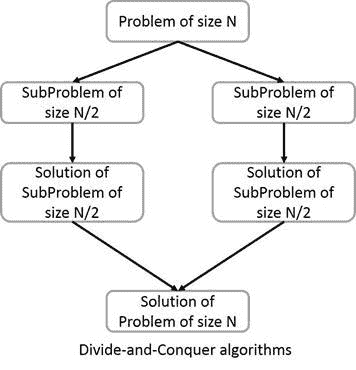 Problem of size N
SubProblem of
size N/2
SubProblem of
size N/2
Solution of
SubProblem of
size N/2
Solution of
SubProblem of
size N/2
Solution of
Problem of size N
Divide-and-Conquer algorithms